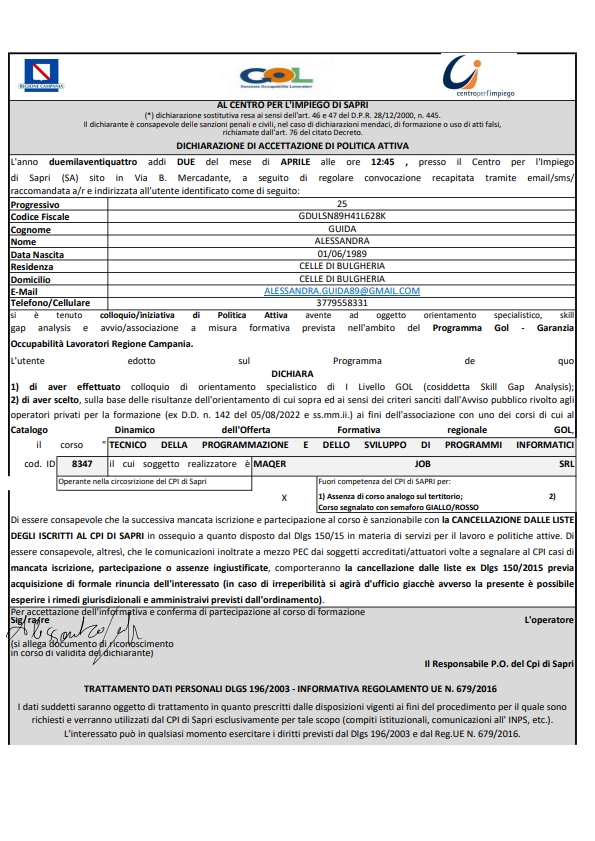 REGIONE CAMPANIA
GOL
Garanzia Occupabilità Lavoratori
centroperl'impiego
AL CENTRO PER L'IMPIEGO DI SAPRI
(*) dichiarazione sostitutiva resa ai sensi dell'art. 46 e 47 del D.P.R. 28/12/2000, n. 445.
Il dichiarante è consapevole delle sanzioni penali e civili, nel caso di dichiarazioni mendaci, di formazione o uso di atti falsi,
richiamate dall'art. 76 del citato Decreto.
DICHIARAZIONE DI ACCETTAZIONE DI POLITICA ATTIVA
L'anno duemilaventiquattro addi DUE del mese di APRILE alle ore 12:45 , presso il Centro per l'Impiego
di Sapri (SA) sito in Via B. Mercadante, a seguito di regolare convocazione recapitata tramite email/sms/
raccomandata a/r e indirizzata all'utente identificato come di seguito:
Progressivo 25
Codice Fiscale GDULSN89H41L628K
Cognome GUIDA
Nome ALESSANDRA
Data Nascita 01/06/1989
Residenza CELLE DI BULGHERIA
Domicilio CELLE DI BULGHERIA
E-Mail ALESSANDRA.GUIDA89@GMAIL.COM
Telefono/Cellulare 3779558331
si è tenuto colloquio/iniziativa di Politica Attiva avente ad oggetto orientamento specialistico, skill
gap analysis e avvio/associazione a misura formativa prevista nell'ambito del Programma Gol - Garanzia
Occupabilità Lavoratori Regione Campania.
L'utente edotto sul Programma de quo
DICHIARA
1) di aver effettuato colloquio di orientamento specialistico di I Livello GOL (cosiddetta Skill Gap Analysis);
2) di aver scelto, sulla base delle risultanze dell'orientamento di cui sopra ed ai sensi dei criteri sanciti dall'Avviso pubblico rivolto agli
operatori privati per la formazione (ex D.D. n. 142 del 05/08/2022 e ss.mm.ii.) ai fini dell'associazione con uno dei corsi di cui al
Catalogo Dinamico dell'Offerta Formativa regionale GOL,
il corso "TECNICO DELLA PROGRAMMAZIONE E DELLO SVILUPPO DI PROGRAMMI INFORMATICI
cod. ID 8347 il cui soggetto realizzatore è MAQER JOB SRL
Operante nella circosrizione del CPI di Sapri
X
Fuori competenza del CPI di SAPRI per:
1) Assenza di corso analogo sul territorio; 2)
Corso segnalato con semaforo GIALLO/ROSSO
Di essere consapevole che la successiva mancata iscrizione e partecipazione al corso è sanzionabile con la CANCELLAZIONE DALLE LISTE
DEGLI ISCRITTI AL CPI DI SAPRI in ossequio a quanto disposto dal Dlgs 150/15 in materia di servizi per il lavoro e politiche attive. Di
essere consapevole, altresì, che le comunicazioni inoltrate a mezzo PEC dai soggetti accreditati/attuatori volte a segnalare al CPI casi di
mancata iscrizione, partecipazione o assenze ingiustificate, comporteranno la cancellazione dalle liste ex Dlgs 150/2015 previa
acquisizione di formale rinuncia dell'interessato (in caso di irreperibilità si agirà d'ufficio giacchè avverso la presente è possibile
esperire i rimedi giurisdizionali e amministraivi previsti dall'ordinamento).
Per accettazione dell'informativa e conferma di partecipazione al corso di formazione
Sig/ra/re L'operatore
(si allega documento di riconoscimento
in corso di validità del dichiarante)
Il Responsabile P.O. del Cpi di Sapri
TRATTAMENTO DATI PERSONALI DLGS 196/2003 - INFORMATIVA REGOLAMENTO UE N. 679/2016
I dati suddetti saranno oggetto di trattamento in quanto prescritti dalle disposizioni vigenti ai fini del procedimento per il quale sono
richiesti e verranno utilizzati dal CPI di Sapri esclusivamente per tale scopo (compiti istituzionali, comunicazioni all' INPS, etc.).
L'interessato può in qualsiasi momento esercitare i diritti previsti dal Dlgs 196/2003 e dal Reg.UE N. 679/2016.